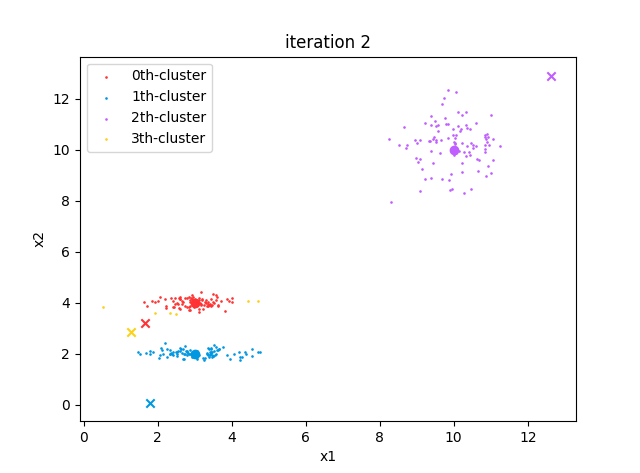 iteration 2
0th-cluster
1th-cluster
2th-cluster
3th-cluster
12
10
8
6
4
2
0
x2
0 2 4 6 8 10 12
x1